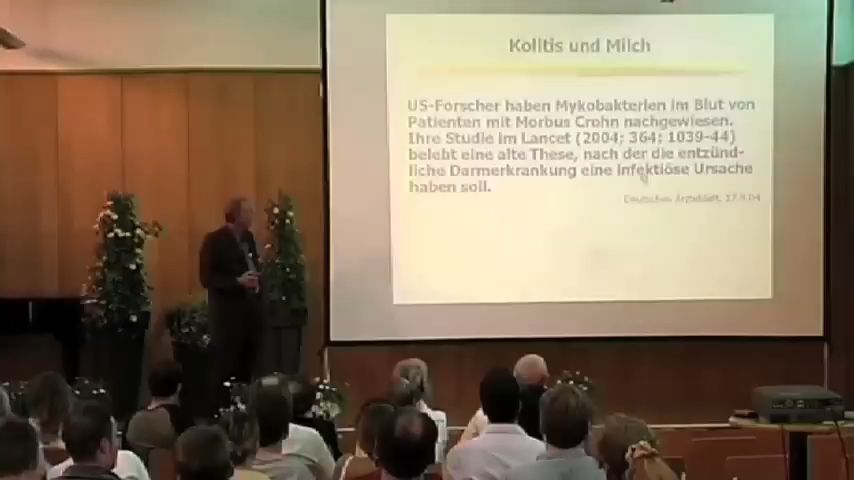 Kolitis und Milch
US-Forscher haben Mykobakterien im Blut von
Patienten mit Morbus Crohn nachgewiesen.
Ihre Studie im Lancet (2004; 364; 1039-44)
belebt eine alte These, nach der die entzünd-
liche Darmerkrankung eine infektiöse Ursache
haben soll.
Deutsches Ärzteblatt, 17.9.04